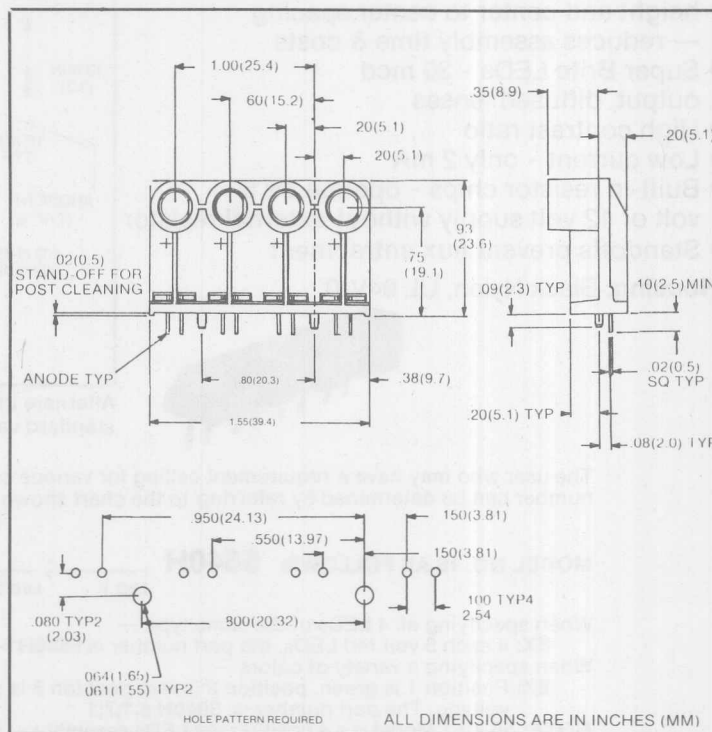 1.00(25.4)
.60(15.2)
.20(5.1)
.20(5.1)
.35(8.9)
.20(5.1)
.93
(23.6)
.75
(19.1)
+ + + +
.02(0.5)
STAND-OFF FOR
POST CLEANING
.09(2.3) TYP
.10(2.5) MIN
ANODE TYP
.80(20.3)
.38(9.7)
.02(0.5)
SQ TYP
1.55(39.4)
.20(5.1) TYP
.08(2.0) TYP
.950(24.13)
.150(3.81)
.550(13.97)
.150(3.81)
.100 TYP4
2.54
.080 TYP2
(2.03)
.800(20.32)
.064(1.65)
.061(1.55) TYP2
HOLE PATTERN REQUIRED
ALL DIMENSIONS ARE IN INCHES (MM)